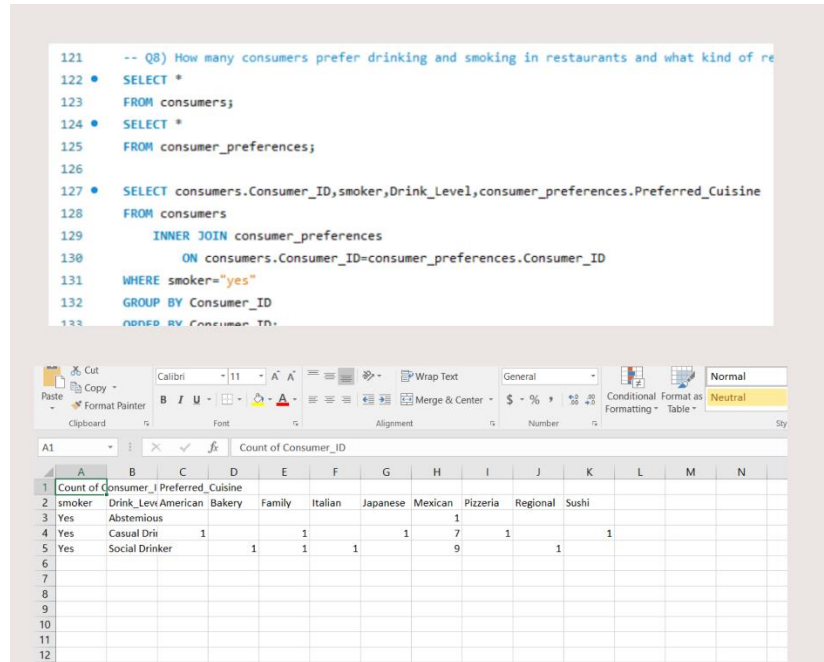 121 -- Q8) How many consumers prefer drinking and smoking in restaurants and what kind of re
122 SELECT *
123 FROM consumers;
124 SELECT *
125 FROM consumer_preferences;
126
127 SELECT consumers.Consumer_ID,smoker,Drink_Level,consumer_preferences.Preferred_Cuisine
128 FROM consumers
129 INNER JOIN consumer_preferences
130 ON consumers.Consumer_ID=consumer_preferences.Consumer_ID
131 WHERE smoker="yes"
132 GROUP BY Consumer_ID
133 ORDER BY Consumer_ID;
Cut
Copy
Paste
Format Painter
Calibri 11 A A Wrap Text General Normal
B I U A Merge & Center $ % , Conditional Format as Neutral
Formatting Table
Clipboard Font Alignment Number Sty
A1 fx Count of Consumer_ID
A B C D E F G H I J K L M N
1 Count of Consumer_I Preferred_Cuisine
2 smoker Drink_Leve American Bakery Family Italian Japanese Mexican Pizzeria Regional Sushi
3 Yes Abstemious 1
4 Yes Casual Drin 1 1 1 7 1 1
5 Yes Social Drinker 1 1 1 9 1
6
7
8
9
10
11
12